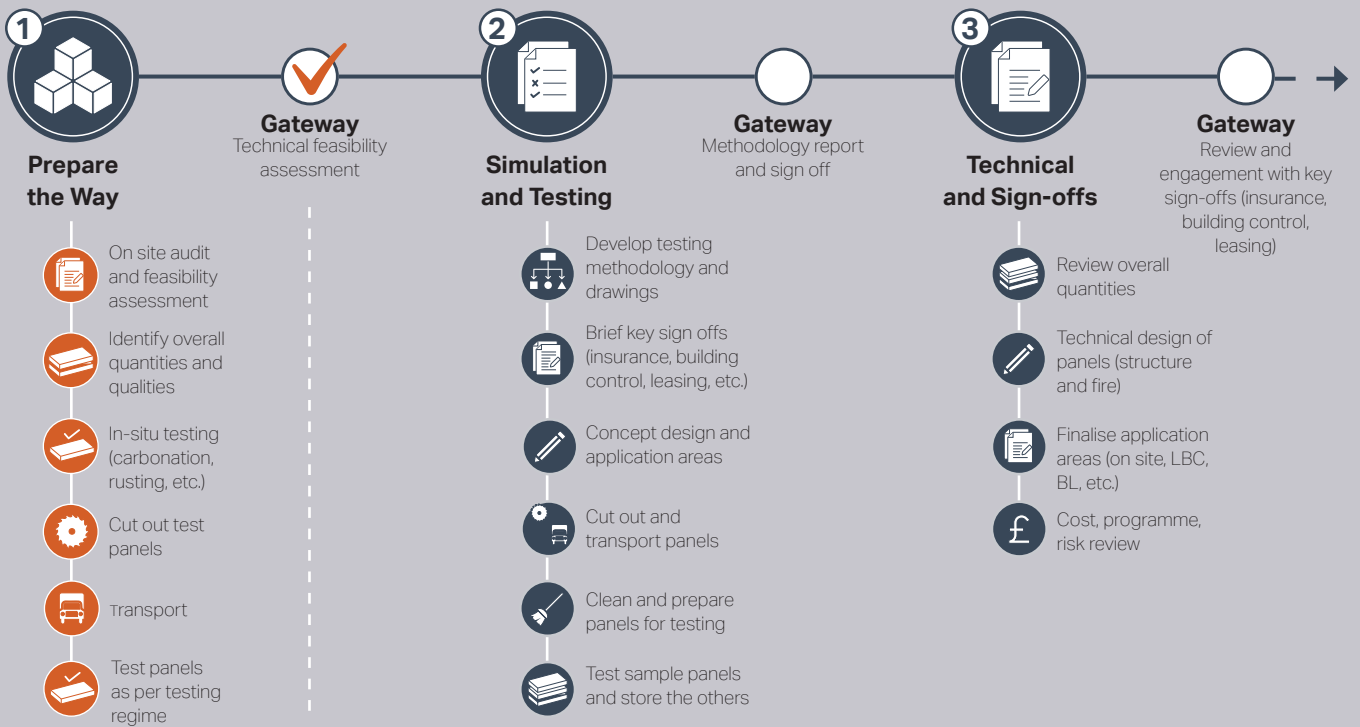 1
Prepare
the Way
On site audit
and feasibility
assessment
Identify overall
quantities and
qualities
In-situ testing
(carbonation,
rusting, etc.)
Cut out test
panels
Transport
Test panels
as per testing
regime
Gateway
Technical feasibility
assessment
2
Simulation
and Testing
Develop testing
methodology and
drawings
Brief key sign offs
(insurance, building
control, leasing, etc.)
Concept design and
application areas
Cut out and
transport panels
Clean and prepare
panels for testing
Test sample panels
and store the others
Gateway
Methodology report
and sign off
3
Technical
and Sign-offs
Review overall
quantities
Technical design of
panels (structure
and fire)
Finalise application
areas (on site, LBC,
BL, etc.)
£
Cost, programme,
risk review
Gateway
Review and
engagement with key
sign-offs (insurance,
building control,
leasing)